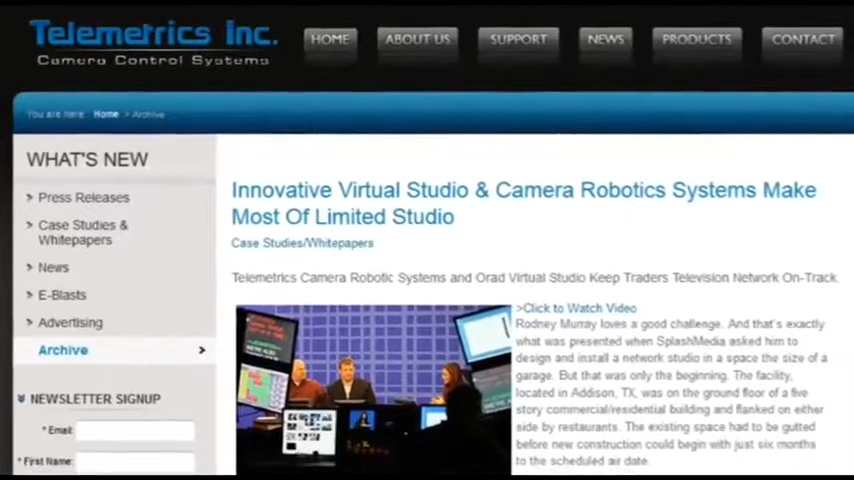 Telemetrics Inc.
Camera Control Systems
HOME
ABOUT US
SUPPORT
NEWS
PRODUCTS
CONTACT
You are here: Home > Archive
WHAT'S NEW
Press Releases
Case Studies &
Whitepapers
News
E-Blasts
Advertising
Archive
NEWSLETTER SIGNUP
* Email:
* First Name:
Innovative Virtual Studio & Camera Robotics Systems Make
Most Of Limited Studio
Case Studies/Whitepapers
Telemetrics Camera Robotic Systems and Orad Virtual Studio Keep Traders Television Network On-Track.
>Click to Watch Video
Rodney Murray loves a good challenge. And that's exactly
what was presented when SplashMedia asked him to
design and install a network studio in a space the size of a
garage. But that was only the beginning. The facility,
located in Addison, TX, was on the ground floor of a five
story commercial/residential building and flanked on either
side by restaurants. The existing space had to be gutted
before new construction could begin with just six months
to the scheduled air date.